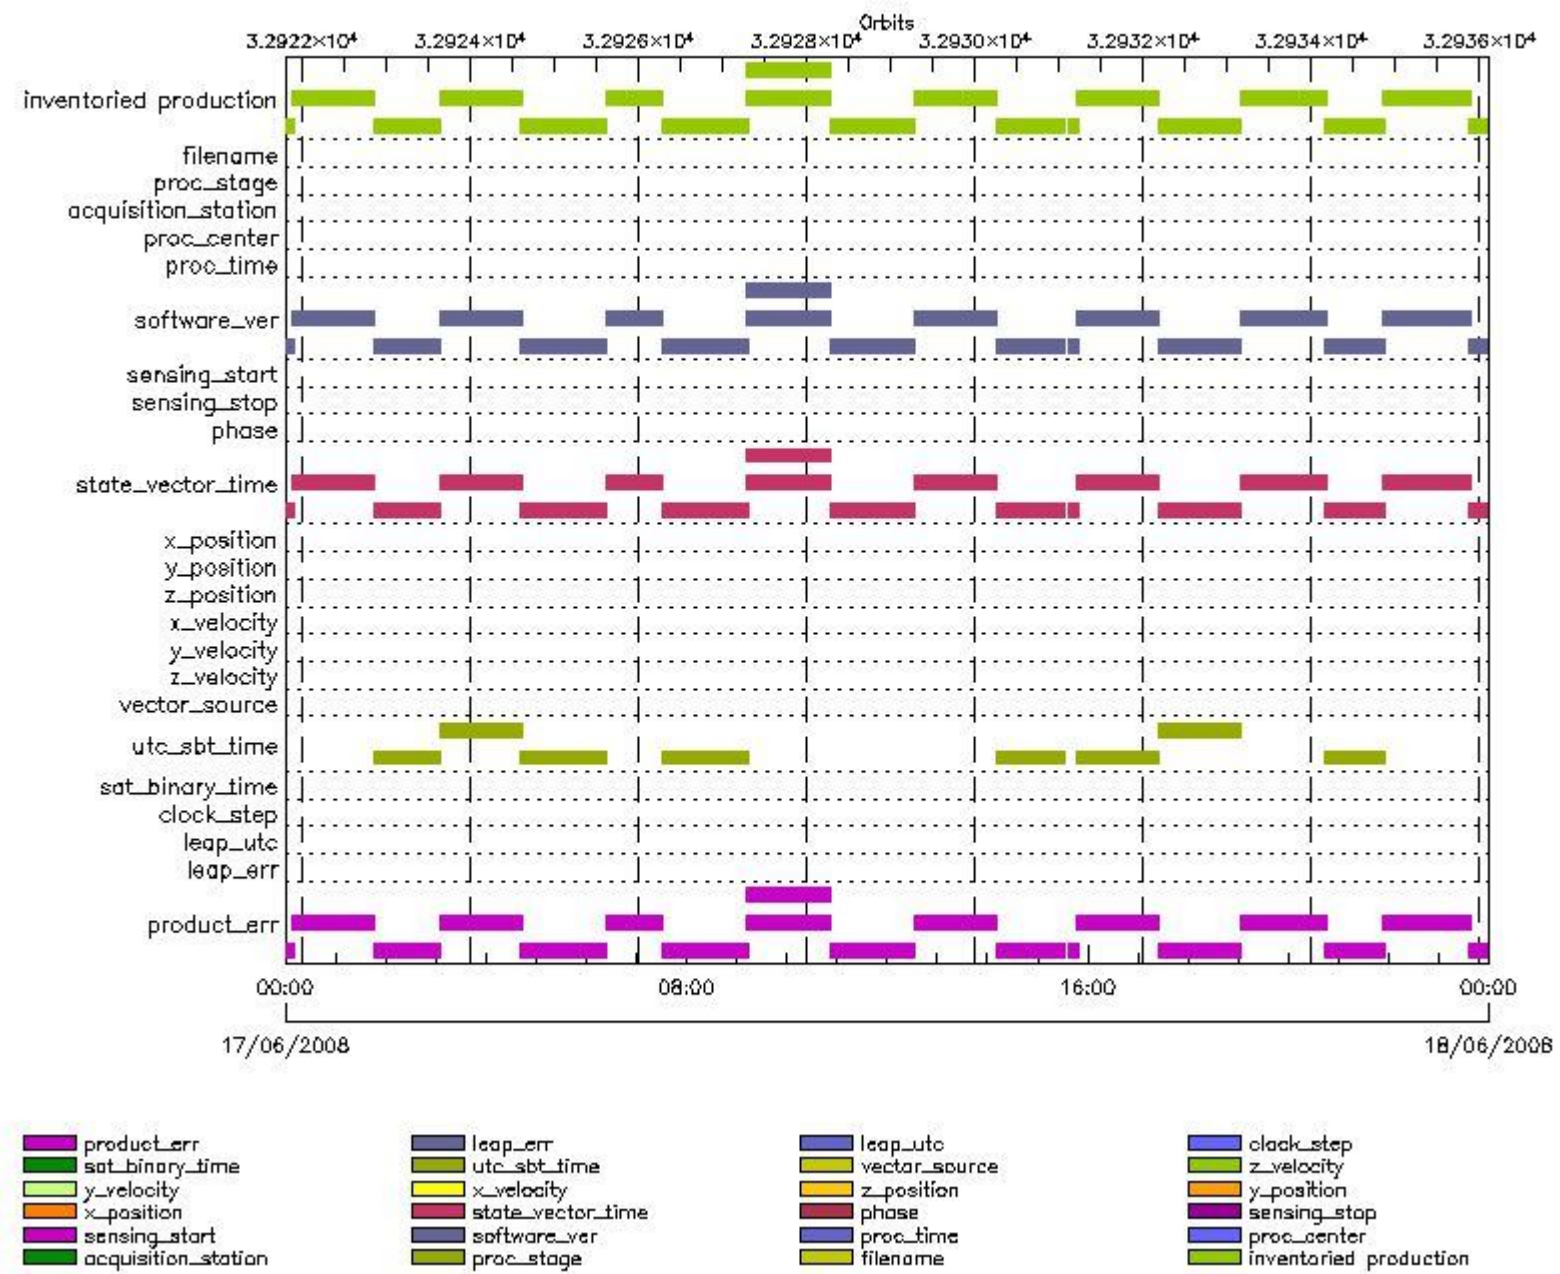 Orbits
3.2922×10⁴ 3.2924×10⁴ 3.2926×10⁴ 3.2928×10⁴ 3.2930×10⁴ 3.2932×10⁴ 3.2934×10⁴ 3.2936×10⁴
inventoried production
filename
proc_stage
acquisition_station
proc_center
proc_time
software_ver
sensing_start
sensing_stop
phase
state_vector_time
x_position
y_position
z_position
x_velocity
y_velocity
z_velocity
vector_source
utc_sbt_time
sat_binary_time
clock_step
leap_utc
leap_err
product_err
00:00 08:00 16:00 00:00
17/06/2008 18/06/2008
product_err leap_err leap_utc clock_step
sat_binary_time utc_sbt_time vector_source z_velocity
y_velocity x_velocity z_position y_position
x_position state_vector_time phase sensing_stop
sensing_start software_ver proc_time proc_center
acquisition_station proc_stage filename inventoried production